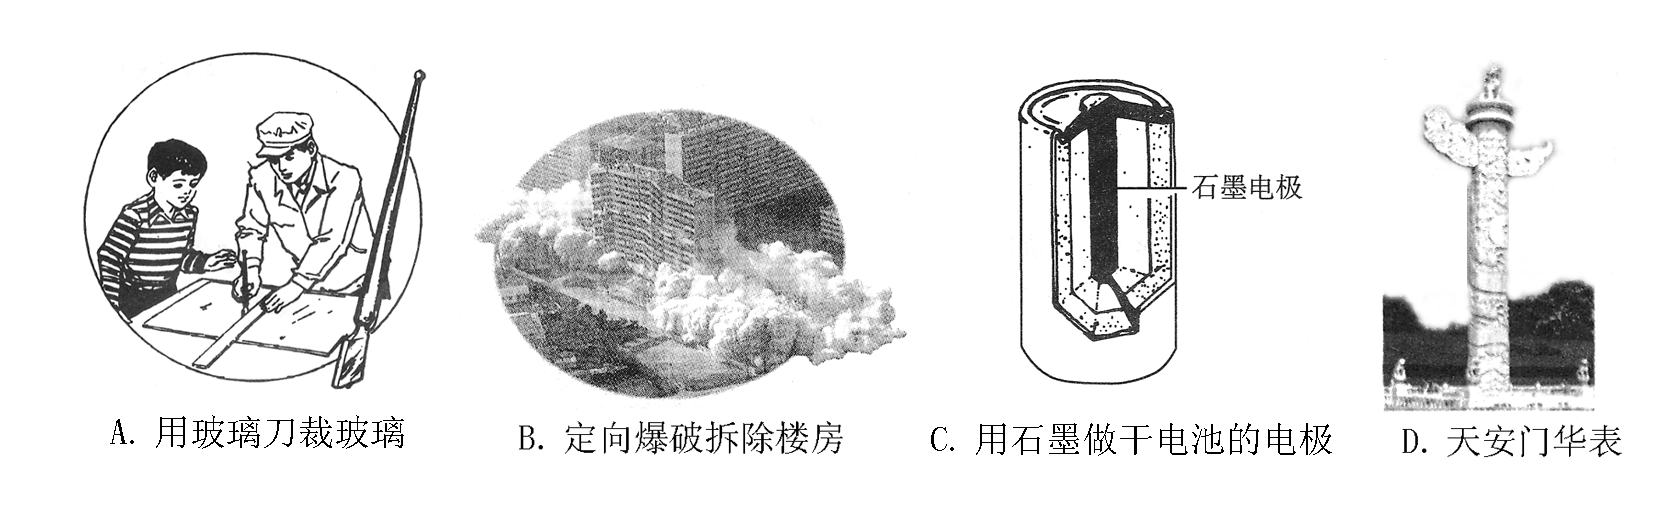 石墨电极
A. 用玻璃刀裁玻璃
B. 定向爆破拆除楼房
C. 用石墨做干电池的电极
D. 天安门华表